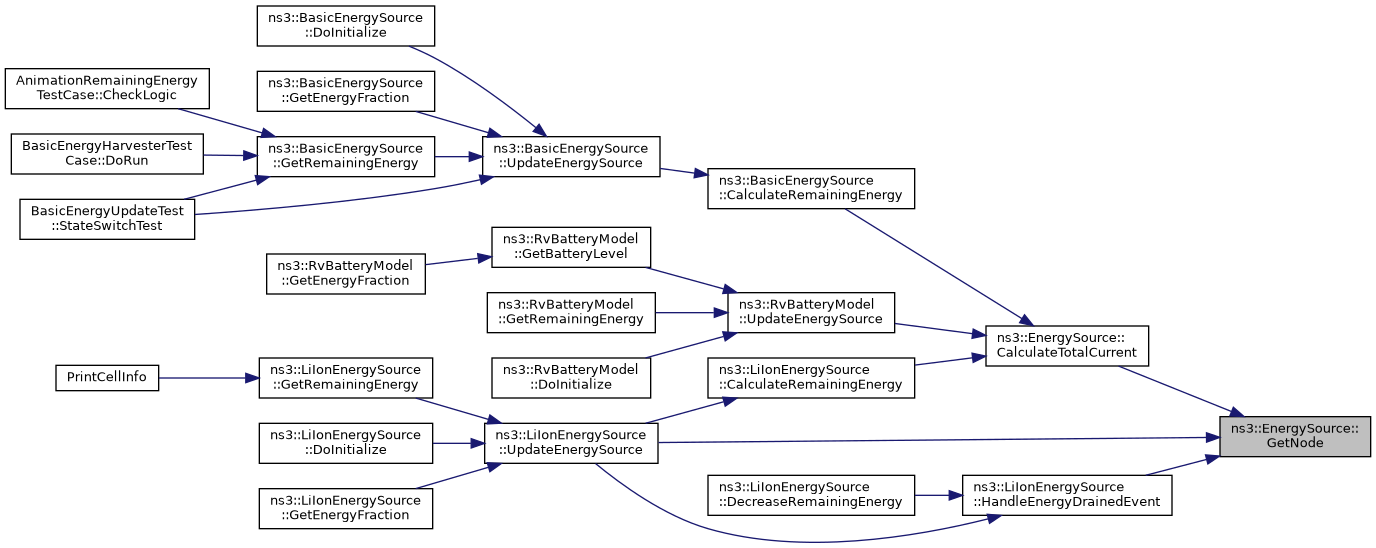 ns3::BasicEnergySource
::DoInitialize
AnimationRemainingEnergy
TestCase::CheckLogic
ns3::BasicEnergySource
::GetEnergyFraction
BasicEnergyHarvesterTest
Case::DoRun
ns3::BasicEnergySource
::GetRemainingEnergy
ns3::BasicEnergySource
::UpdateEnergySource
BasicEnergyUpdateTest
::StateSwitchTest
ns3::BasicEnergySource
::CalculateRemainingEnergy
ns3::RvBatteryModel
::GetBatteryLevel
ns3::RvBatteryModel
::GetEnergyFraction
ns3::RvBatteryModel
::GetRemainingEnergy
ns3::RvBatteryModel
::UpdateEnergySource
ns3::EnergySource::
CalculateTotalCurrent
ns3::RvBatteryModel
::DoInitialize
PrintCellInfo
ns3::LiIonEnergySource
::GetRemainingEnergy
ns3::LiIonEnergySource
::CalculateRemainingEnergy
ns3::LiIonEnergySource
::DoInitialize
ns3::LiIonEnergySource
::UpdateEnergySource
ns3::EnergySource::
GetNode
ns3::LiIonEnergySource
::GetEnergyFraction
ns3::LiIonEnergySource
::DecreaseRemainingEnergy
ns3::LiIonEnergySource
::HandleEnergyDrainedEvent